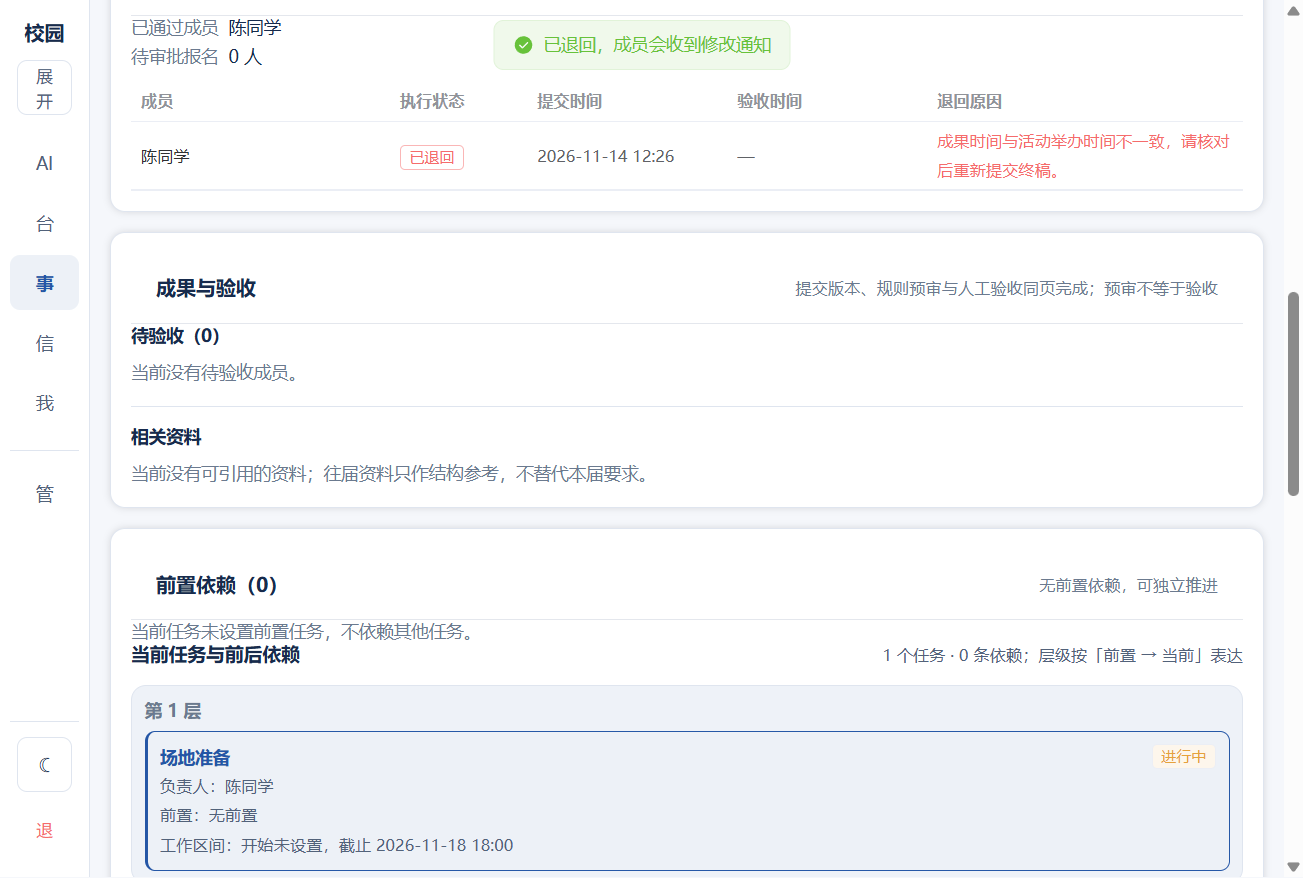 校园
展
开
AI
台
事
信
我
管
☾
退
已通过成员 陈同学
待审批报名 0 人
已退回，成员会收到修改通知
成员 执行状态 提交时间 验收时间 退回原因
陈同学 已退回 2026-11-14 12:26 — 成果时间与活动举办时间不一致，请核对
后重新提交终稿。
成果与验收 提交版本、规则预审与人工验收同页完成；预审不等于验收
待验收（0）
当前没有待验收成员。
相关资料
当前没有可引用的资料；往届资料只作结构参考，不替代本届要求。
前置依赖（0） 无前置依赖，可独立推进
当前任务未设置前置任务，不依赖其他任务。
当前任务与前后依赖 1 个任务 · 0 条依赖；层级按「前置 → 当前」表达
第 1 层
场地准备 进行中
负责人：陈同学
前置：无前置
工作区间：开始未设置，截止 2026-11-18 18:00